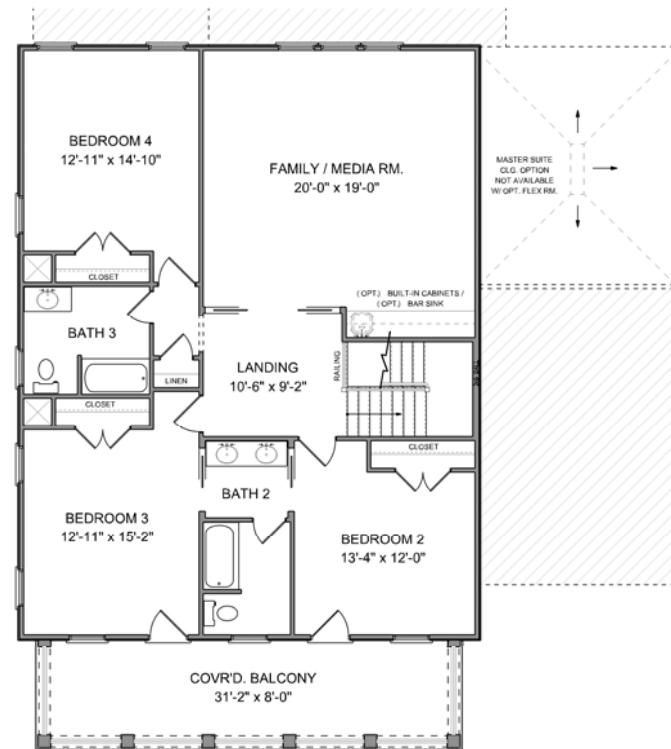 BEDROOM 4
12'-11" x 14'-10"
FAMILY / MEDIA RM.
20'-0" x 19'-0"
MASTER SUITE
CLG. OPTION
NOT AVAILABLE
W/ OPT. FLEX RM.
CLOSET
(OPT.) BUILT-IN CABINETS /
(OPT.) BAR SINK
BATH 3
LANDING
10'-6" x 9'-2"
RAILING
LINEN
CLOSET
CLOSET
BATH 2
BEDROOM 3
12'-11" x 15'-2"
BEDROOM 2
13'-4" x 12'-0"
COVR'D. BALCONY
31'-2" x 8'-0"